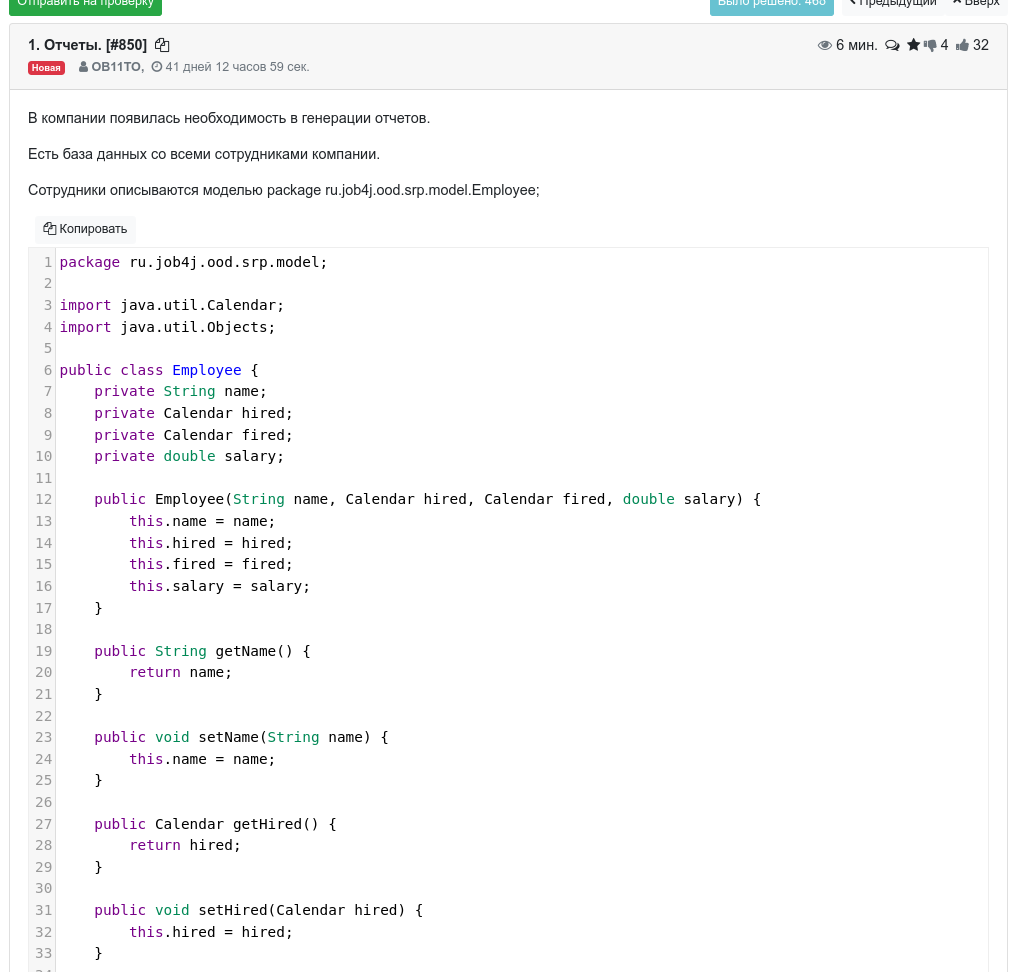 Отправить на проверку
Было решено: 468
Предыдущий
Вверх
1. Отчеты. [#850]
6 мин. 4 32
Новая OB11TO, 41 дней 12 часов 59 сек.
В компании появилась необходимость в генерации отчетов.
Есть база данных со всеми сотрудниками компании.
Сотрудники описываются моделью package ru.job4j.ood.srp.model.Employee;
Копировать
1 package ru.job4j.ood.srp.model;
2
3 import java.util.Calendar;
4 import java.util.Objects;
5
6 public class Employee {
7     private String name;
8     private Calendar hired;
9     private Calendar fired;
10     private double salary;
11
12     public Employee(String name, Calendar hired, Calendar fired, double salary) {
13         this.name = name;
14         this.hired = hired;
15         this.fired = fired;
16         this.salary = salary;
17     }
18
19     public String getName() {
20         return name;
21     }
22
23     public void setName(String name) {
24         this.name = name;
25     }
26
27     public Calendar getHired() {
28         return hired;
29     }
30
31     public void setHired(Calendar hired) {
32         this.hired = hired;
33     }